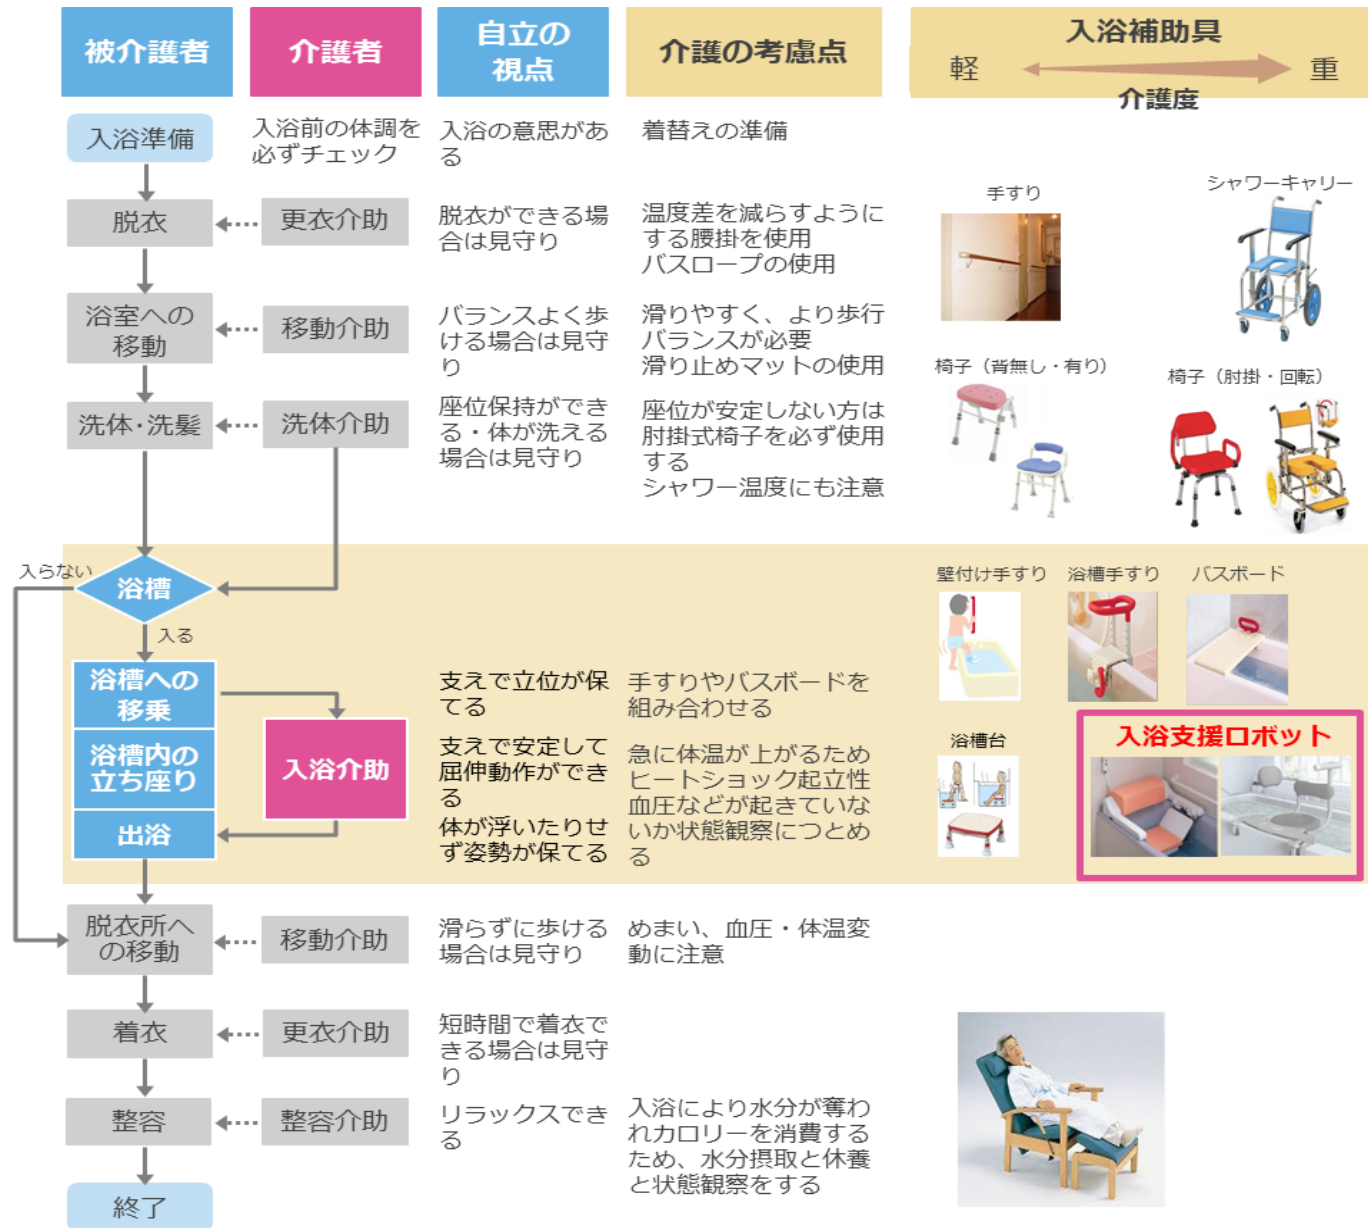 被介護者
介護者
自立の
視点
介護の考慮点
入浴補助具
軽
重
介護度
入浴準備
入浴前の体調を
必ずチェック
入浴の意思があ
る
着替えの準備
脱衣
更衣介助
脱衣ができる場
合は見守り
温度差を減らすように
する腰掛を使用
バスロープの使用
手すり
シャワーキャリー
浴室への
移動
移動介助
バランスよく歩
ける場合は見守
り
滑りやすく、より歩行
バランスが必要
滑り止めマットの使用
椅子（背無し・有り）
椅子（肘掛・回転）
洗体・洗髪
洗体介助
座位保持ができ
る・体が洗える
場合は見守り
座位が安定しない方は
肘掛式椅子を必ず使用
する
シャワー温度にも注意
入らない
浴槽
入る
壁付け手すり
浴槽手すり
バスボード
浴槽への
移乗
浴槽内の
立ち座り
出浴
入浴介助
支えで立位が保
てる
支えで安定して
屈伸動作ができ
る
体が浮いたりせ
ず姿勢が保てる
手すりやバスボードを
組み合わせる
急に体温が上がるため
ヒートショック起立性
血圧などが起きていな
いか状態観察につとめ
る
浴槽台
入浴支援ロボット
脱衣所へ
の移動
移動介助
滑らずに歩ける
場合は見守り
めまい、血圧・体温変
動に注意
着衣
更衣介助
短時間で着衣で
きる場合は見守
り
整容
整容介助
リラックスでき
る
入浴により水分が奪わ
れカロリーを消費する
ため、水分摂取と休養
と状態観察をする
終了